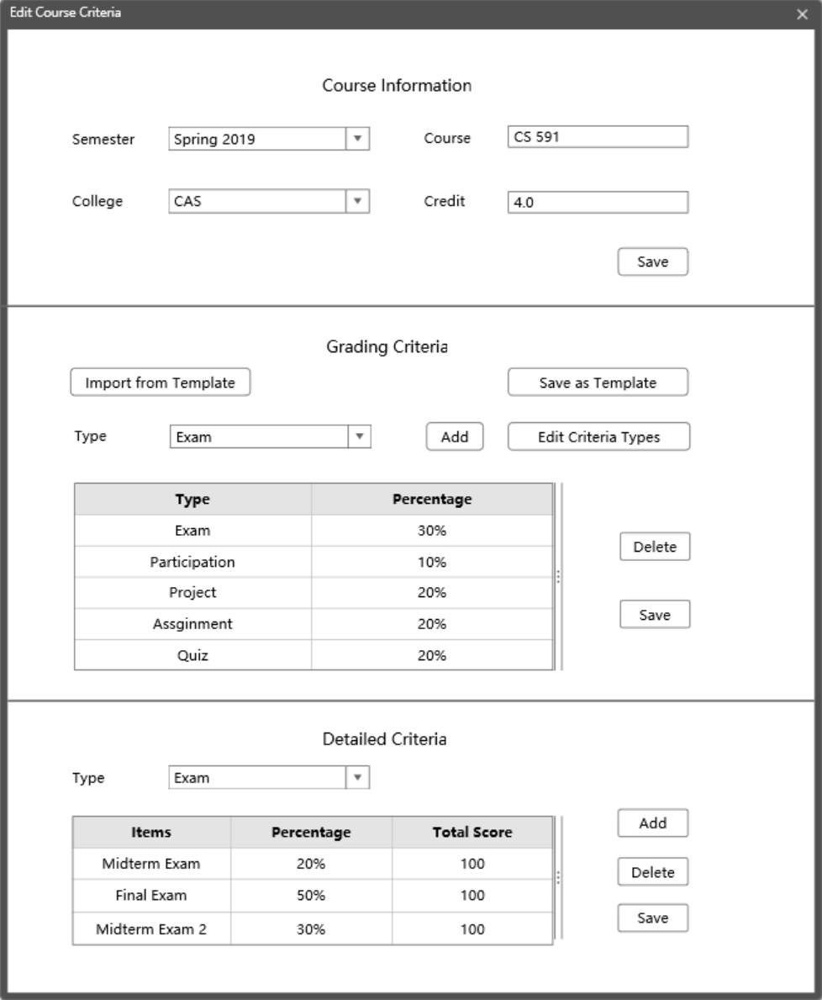 Edit Course Criteria
Course Information
Semester Spring 2019 Course CS 591
College CAS Credit 4.0
Save
Grading Criteria
Import from Template Save as Template
Type Exam Add Edit Criteria Types
Type Percentage
Exam 30%
Participation 10%
Project 20%
Assginment 20%
Quiz 20%
Delete
Save
Detailed Criteria
Type Exam
Items Percentage Total Score
Midterm Exam 20% 100
Final Exam 50% 100
Midterm Exam 2 30% 100
Add
Delete
Save